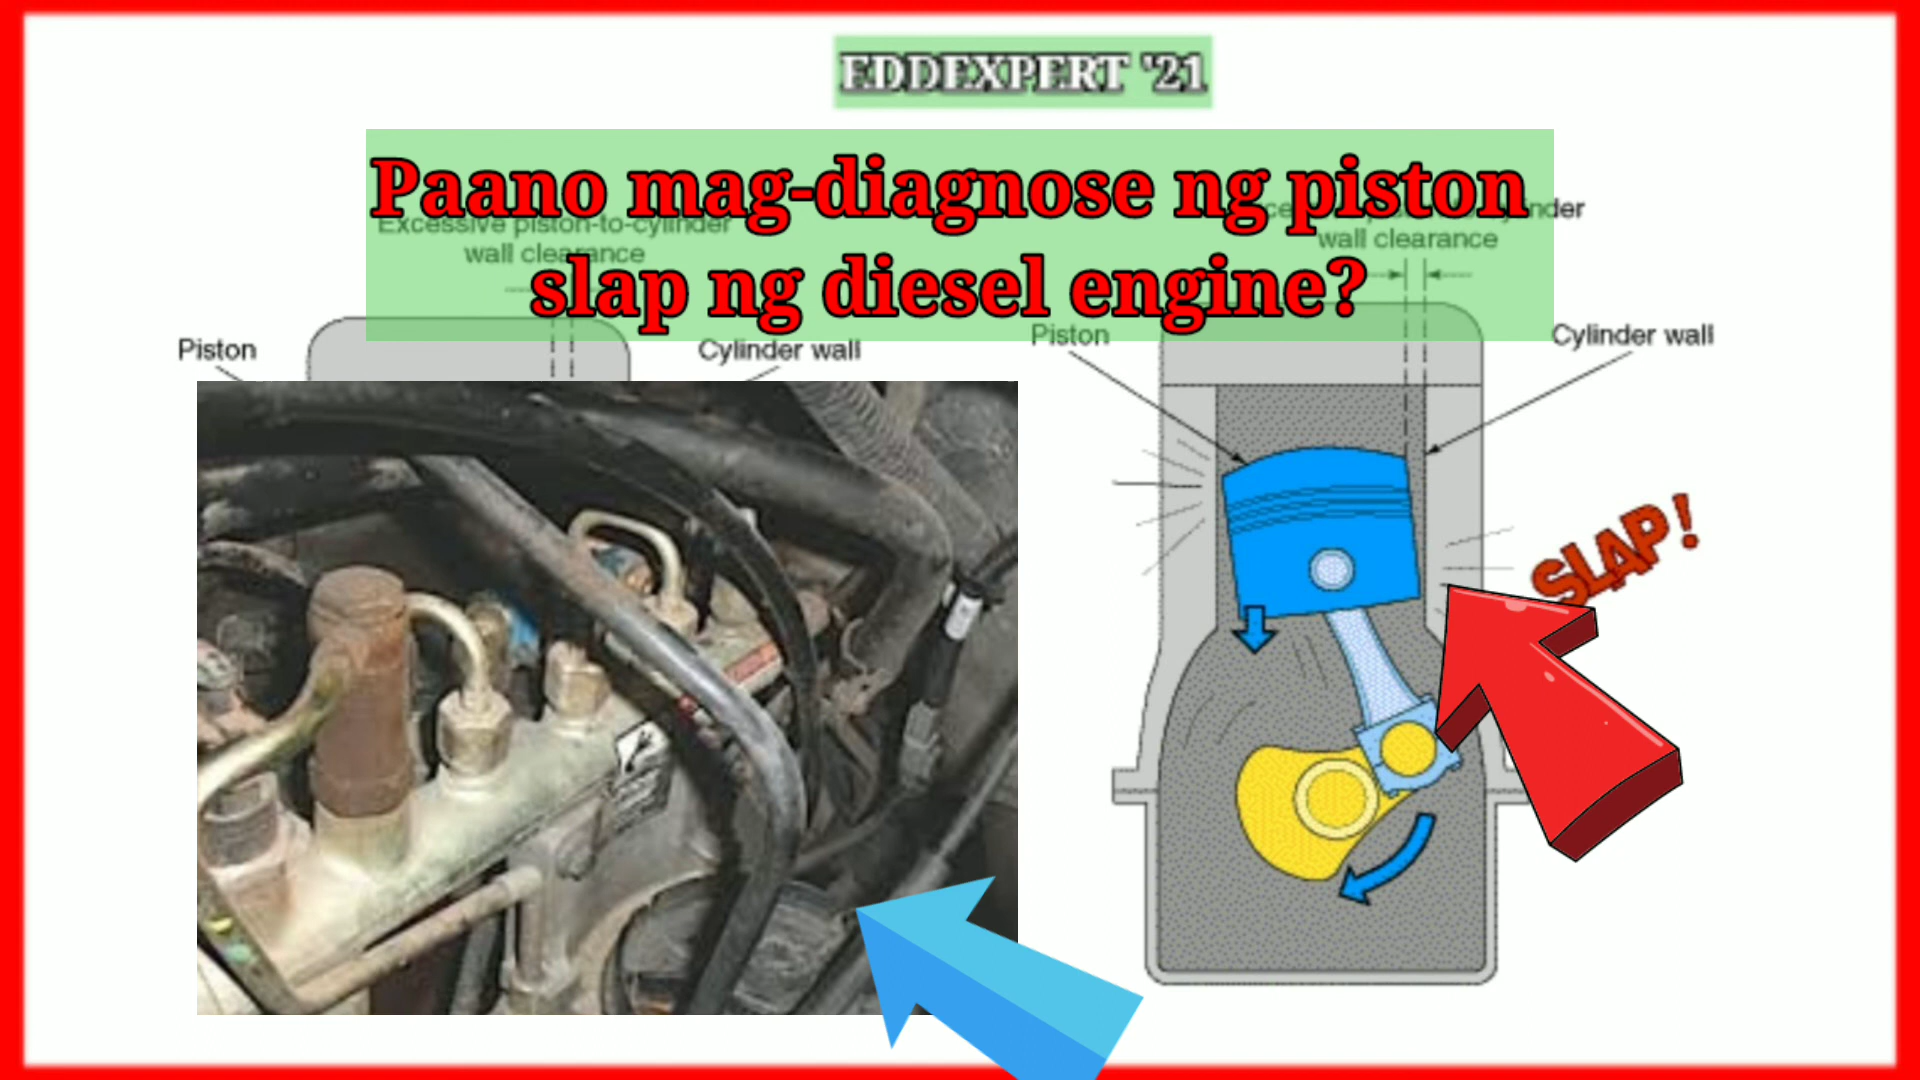 EDDEXPERT '21
Paano mag-diagnose ng piston
slap ng diesel engine?
Excessive piston-to-cylinder
wall clearance
wall clearance
Piston
Cylinder wall
Piston
Cylinder wall
SLAP!